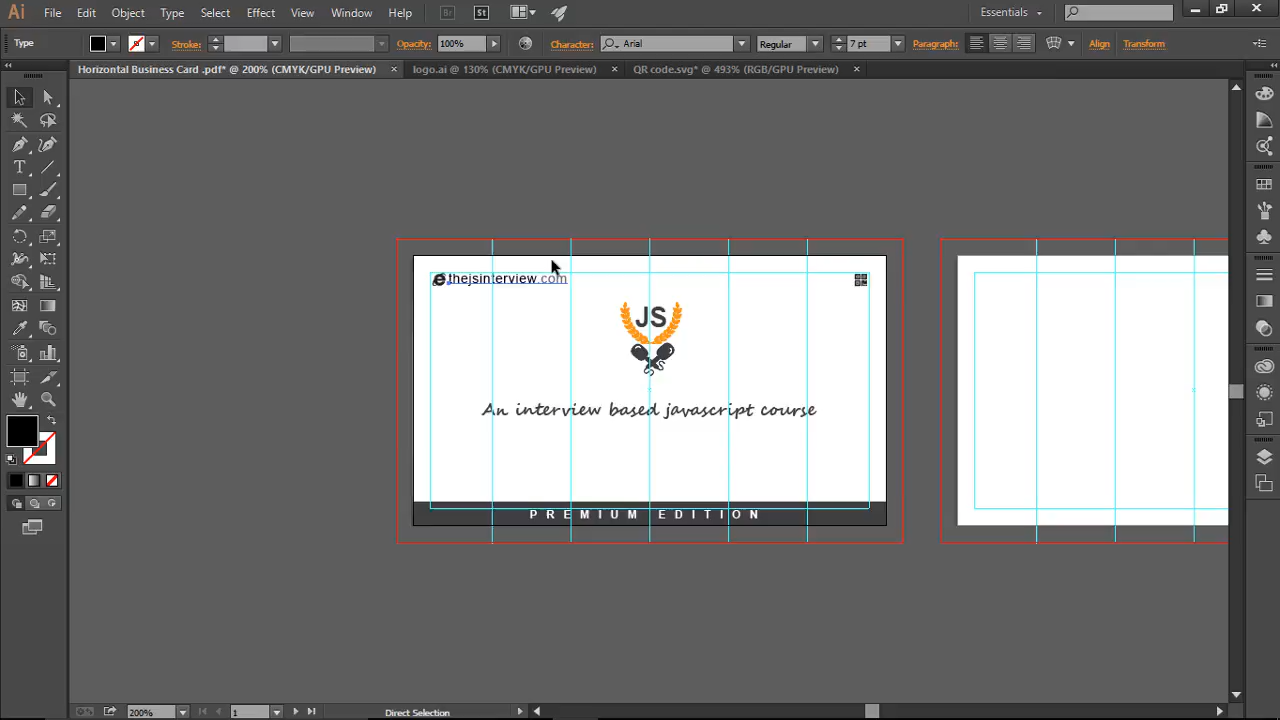 Ai File Edit Object Type Select Effect View Window Help Br St Essentials
Type Stroke: Opacity: 100% Character: Arial Regular 7 pt Paragraph: Align Transform
Horizontal Business Card .pdf* @ 200% (CMYK/GPU Preview) × logo.ai @ 130% (CMYK/GPU Preview) × QR code.svg* @ 493% (RGB/GPU Preview) ×
thejsinterview.com
JS
An interview based javascript course
PREMIUM EDITION
200% 1 Direct Selection